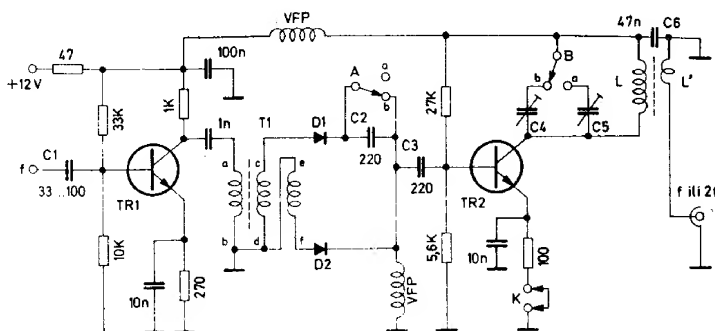 VFP
47n C6
47
100n
B
+12V
A
a
b
b
a
L
L'
33K
1K
1n
T1
D1
C2
27K
C4
C5
f
C1
a
c
e
220
C3
33...100
220
TR1
TR2
f ili 2f
b
d
f
D2
10K
10n
270
VFP
5,6K
10n
100
K